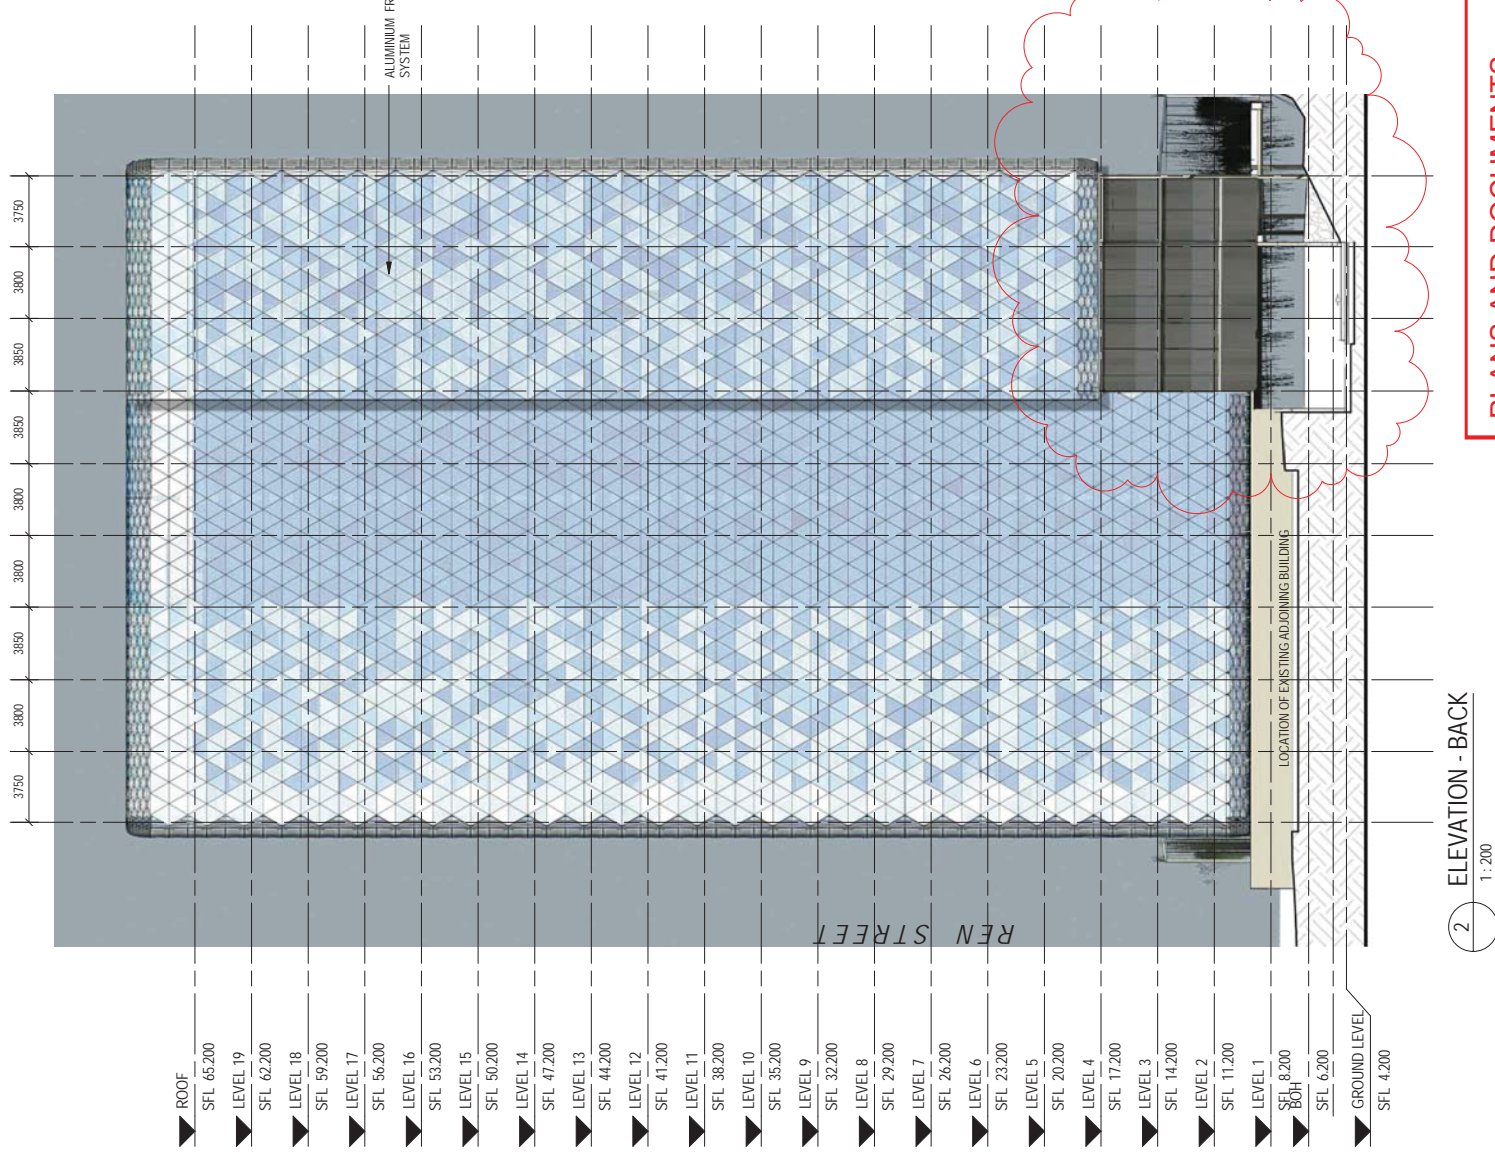 3750
3800
3850
3850
3800
3800
3850
3800
3750
ALUMINIUM FR
SYSTEM
ROOF
SFL 65.200
LEVEL 19
SFL 62.200
LEVEL 18
SFL 59.200
LEVEL 17
SFL 56.200
LEVEL 16
SFL 53.200
LEVEL 15
SFL 50.200
LEVEL 14
SFL 47.200
LEVEL 13
SFL 44.200
LEVEL 12
SFL 41.200
LEVEL 11
SFL 38.200
LEVEL 10
SFL 35.200
LEVEL 9
SFL 32.200
LEVEL 8
SFL 29.200
LEVEL 7
SFL 26.200
LEVEL 6
SFL 23.200
LEVEL 5
SFL 20.200
LEVEL 4
SFL 17.200
LEVEL 3
SFL 14.200
LEVEL 2
SFL 11.200
LEVEL 1
SFL 8.200
BOH
SFL 6.200
GROUND LEVEL
SFL 4.200
REN STREET
LOCATION OF EXISTING ADJOINING BUILDING
2
ELEVATION - BACK
1 : 200
PLANS AND DOCUMENTS